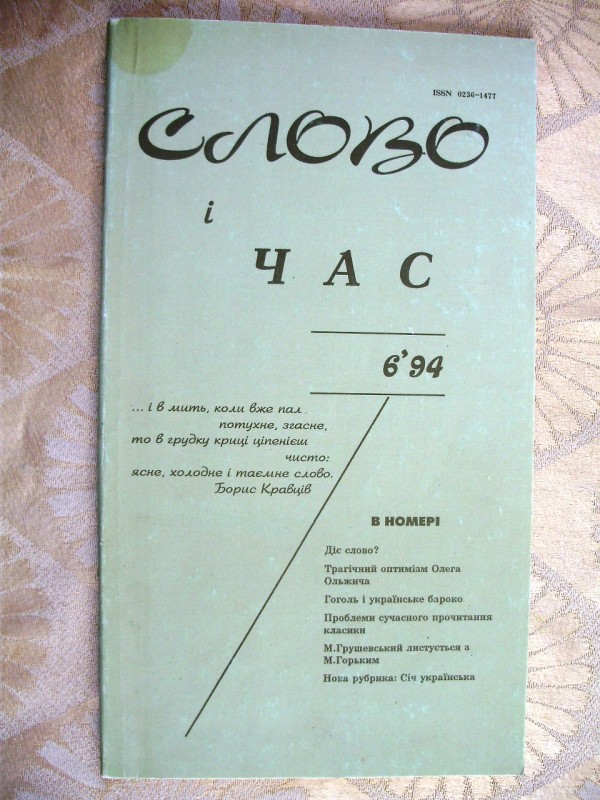 ISSN 0236-1477
СЛОВО
і
ЧАС
6'94
... і в мить, коли вже пал
потухне, згасне,
то в грудку криці ціпенієш
чисто:
ясне, холодне і таємне слово.
Борис Кравців
В НОМЕРІ
Діє слово?
Трагічний оптимізм Олега
Ольжича
Гоголь і українське бароко
Проблеми сучасного прочитання
класики
М.Грушевський листується з
М.Горьким
Нова рубрика: Січ українська